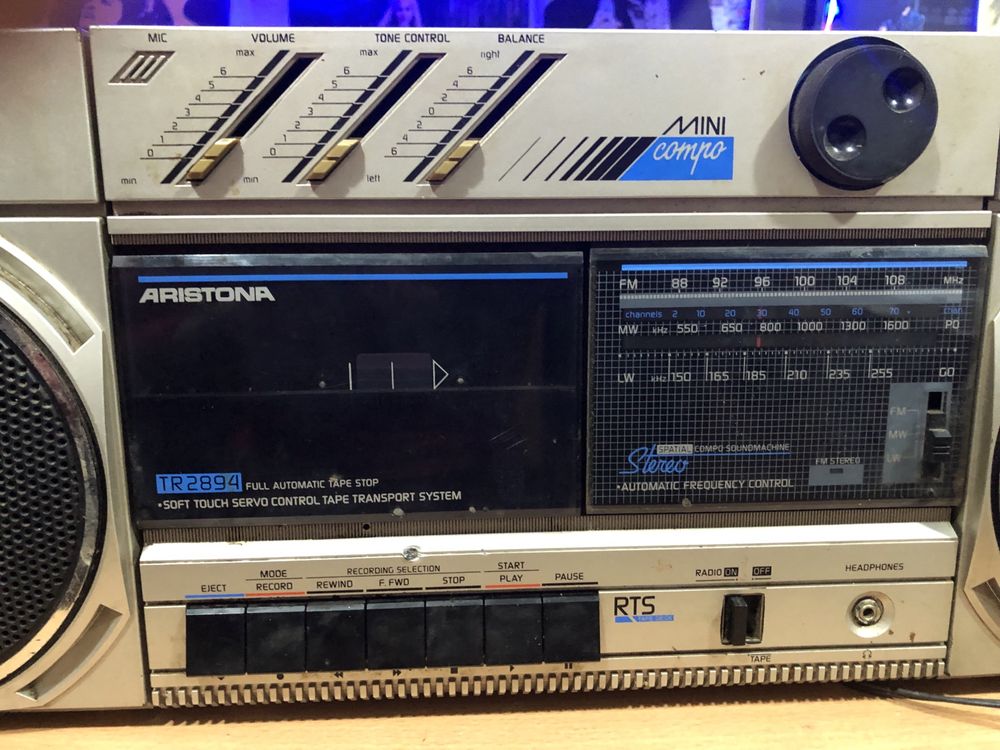 MIC VOLUME TONE CONTROL BALANCE
max max right
6 6 6
5 5 4
4 4 2
3 3 0
2 2 2
1 1 4
0 0 6
min min left
MINI
compo
ARISTONA
FM 88 92 96 100 104 108 MHz
channels 2 10 20 30 40 50 60 70 chan.
MW kHz 550 650 800 1000 1300 1600 PO
LW kHz 150 165 185 210 235 255 GO
FM
MW
LW
SPATIAL COMPO SOUNDMACHINE
Stereo
FM STEREO
•AUTOMATIC FREQUENCY CONTROL
TR2894 FULL AUTOMATIC TAPE STOP
•SOFT TOUCH SERVO CONTROL TAPE TRANSPORT SYSTEM
RECORDING SELECTION
EJECT MODE RECORD REWIND F. FWD STOP START PLAY PAUSE
RADIO ON OFF HEADPHONES
RTS
TAPE DECK
TAPE